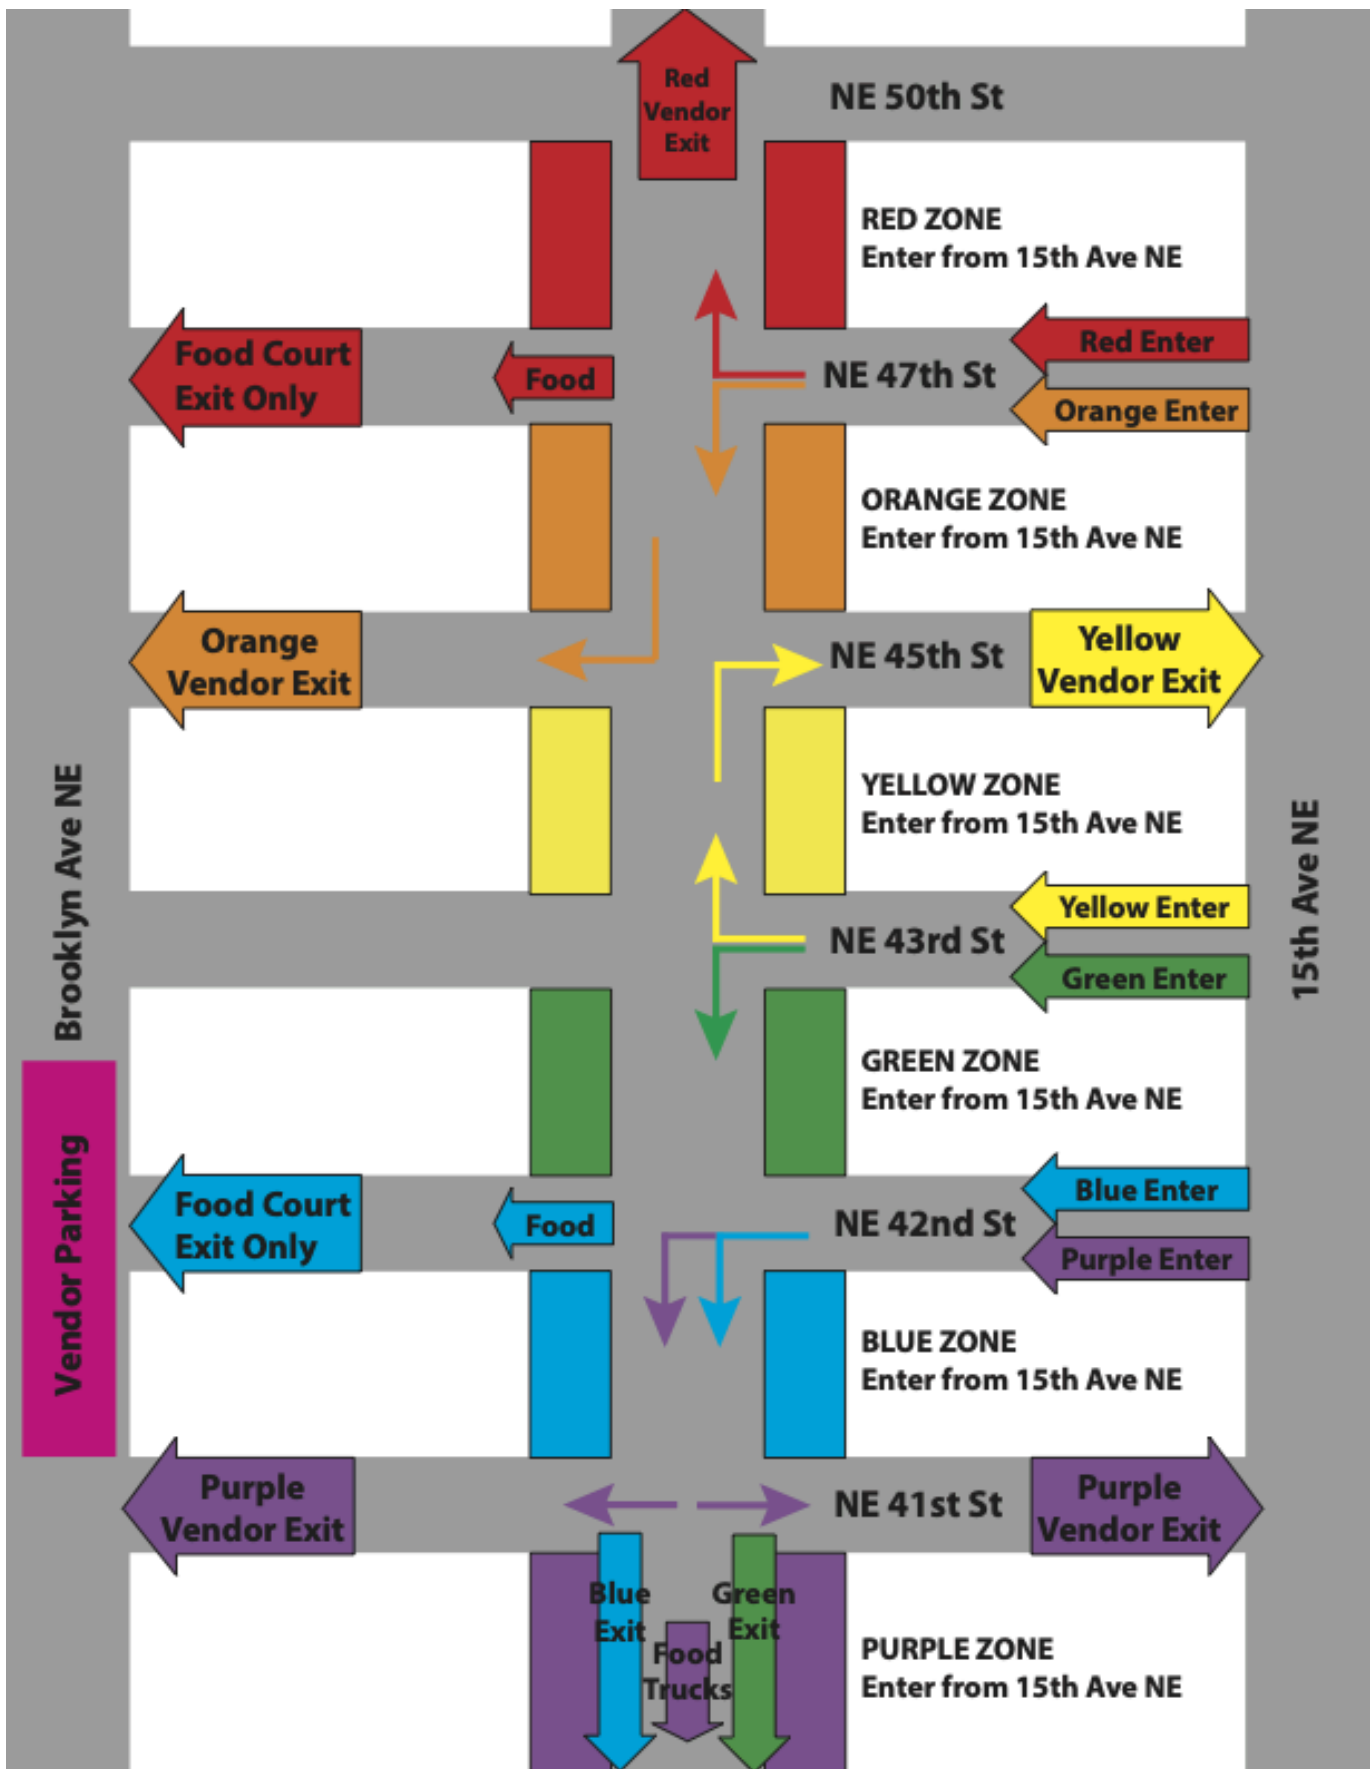 Red
Vendor
Exit
NE 50th St
RED ZONE
Enter from 15th Ave NE
Food Court
Exit Only
Food
NE 47th St
Red Enter
Orange Enter
ORANGE ZONE
Enter from 15th Ave NE
Orange
Vendor Exit
NE 45th St
Yellow
Vendor Exit
YELLOW ZONE
Enter from 15th Ave NE
Brooklyn Ave NE
15th Ave NE
NE 43rd St
Yellow Enter
Green Enter
GREEN ZONE
Enter from 15th Ave NE
Vendor Parking
Food Court
Exit Only
Food
NE 42nd St
Blue Enter
Purple Enter
BLUE ZONE
Enter from 15th Ave NE
Purple
Vendor Exit
NE 41st St
Purple
Vendor Exit
Blue
Exit
Food
Trucks
Green
Exit
PURPLE ZONE
Enter from 15th Ave NE